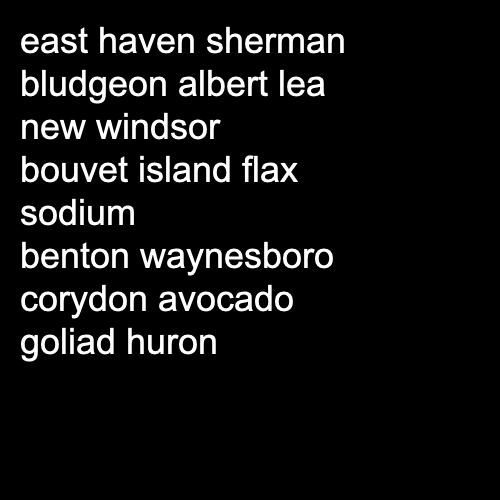 east haven sherman
bludgeon albert lea
new windsor
bouvet island flax
sodium
benton waynesboro
corydon avocado
goliad huron